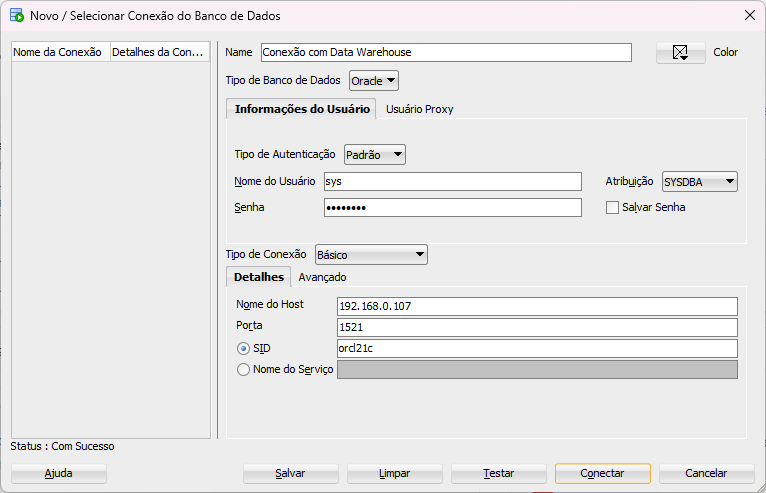 Novo / Selecionar Conexão do Banco de Dados
Nome da Conexão Detalhes da Con...
Name Conexão com Data Warehouse Color
Tipo de Banco de Dados Oracle
Informações do Usuário Usuário Proxy
Tipo de Autenticação Padrão
Nome do Usuário sys Atribuição SYSDBA
Senha •••••••• Salvar Senha
Tipo de Conexão Básico
Detalhes Avançado
Nome do Host 192.168.0.107
Porta 1521
SID orcl21c
Nome do Serviço
Status : Com Sucesso
Ajuda Salvar Limpar Testar Conectar Cancelar